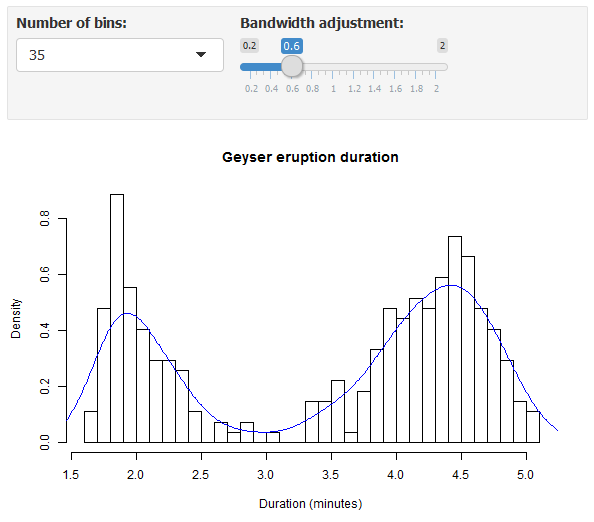 Number of bins:
35
Bandwidth adjustment:
0.2 0.6 2
0.2 0.4 0.6 0.8 1 1.2 1.4 1.6 1.8 2
Geyser eruption duration
Density
0.8
0.6
0.4
0.2
0.0
1.5 2.0 2.5 3.0 3.5 4.0 4.5 5.0
Duration (minutes)